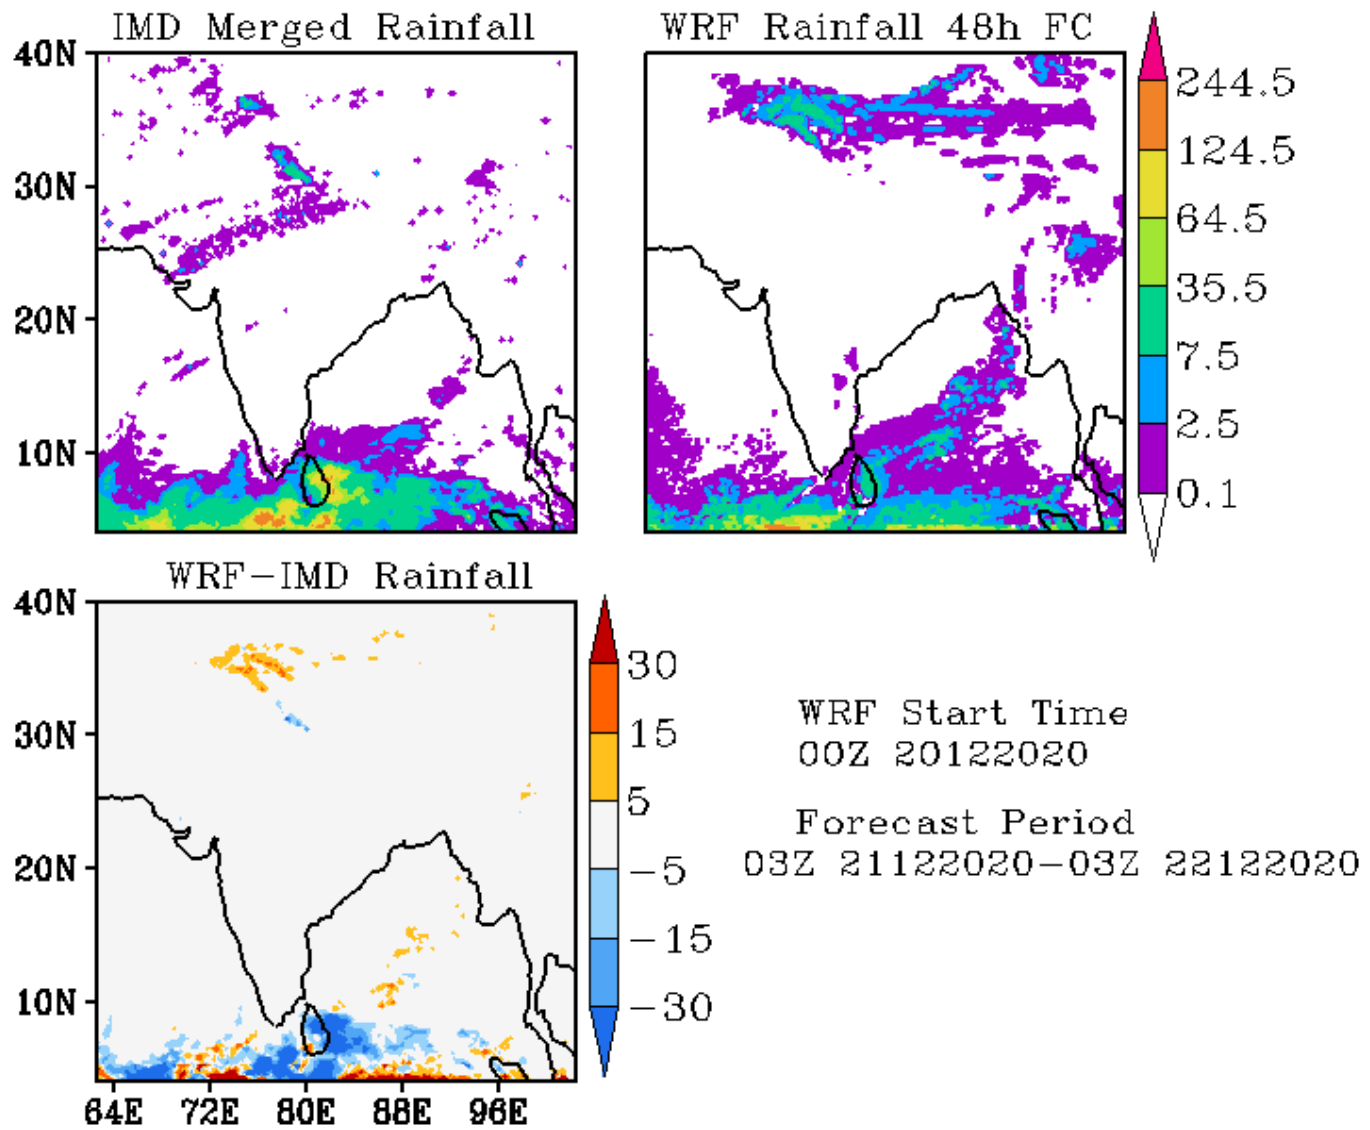 IMD Merged Rainfall
WRF Rainfall 48h FC
40N
30N
20N
10N
244.5
124.5
64.5
35.5
7.5
2.5
0.1
WRF-IMD Rainfall
40N
30N
20N
10N
64E 72E 80E 88E 96E
30
15
5
-5
-15
-30
WRF Start Time
00Z 20122020
Forecast Period
03Z 21122020-03Z 22122020